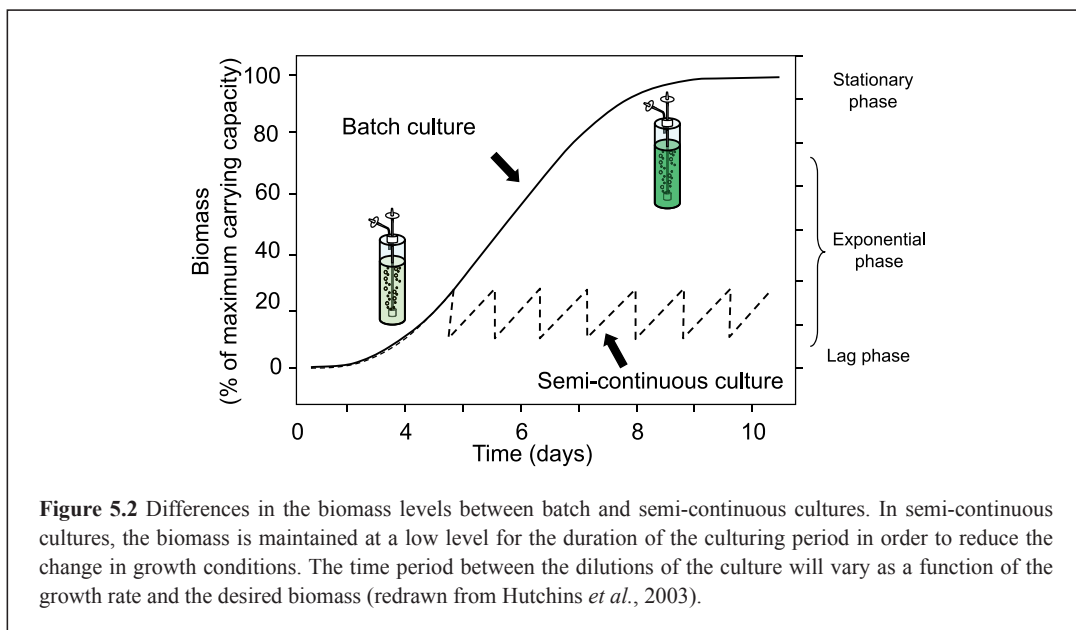 Biomass
(% of maximum carrying capacity)
100
80
60
40
20
0
Batch culture
Semi-continuous culture
Stationary
phase
Exponential
phase
Lag phase
0
4
6
8
10
Time (days)
Figure 5.2 Differences in the biomass levels between batch and semi-continuous cultures. In semi-continuous
cultures, the biomass is maintained at a low level for the duration of the culturing period in order to reduce the
change in growth conditions. The time period between the dilutions of the culture will vary as a function of the
growth rate and the desired biomass (redrawn from Hutchins et al., 2003).